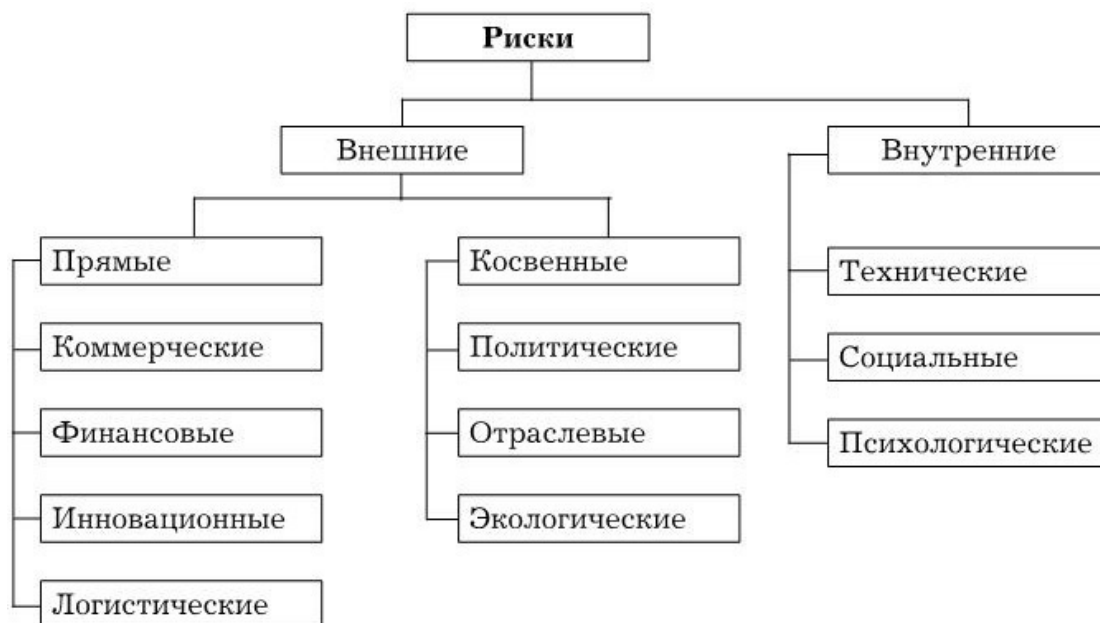 Риски
Внешние
Внутренние
Прямые
Коммерческие
Финансовые
Инновационные
Логистические
Косвенные
Политические
Отраслевые
Экологические
Технические
Социальные
Психологические